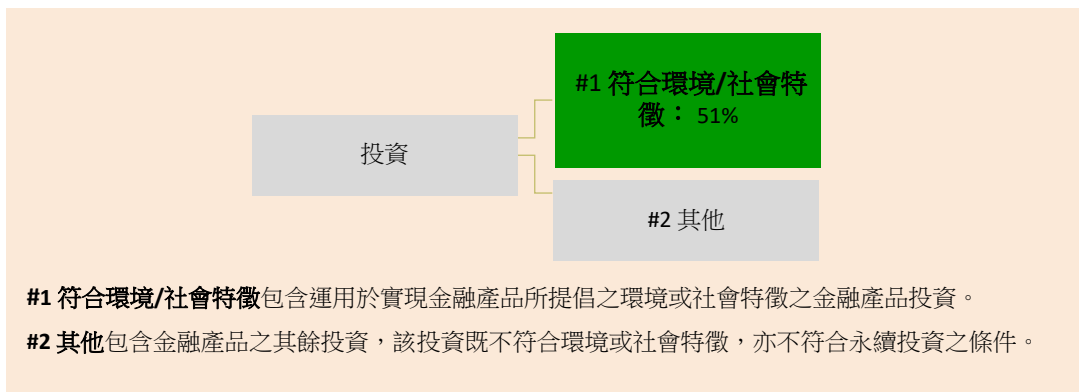 #1 符合環境/社會特
徵： 51%
投資
#2 其他
#1 符合環境/社會特徵包含運用於實現金融產品所提倡之環境或社會特徵之金融產品投資。
#2 其他包含金融產品之其餘投資，該投資既不符合環境或社會特徵，亦不符合永續投資之條件。